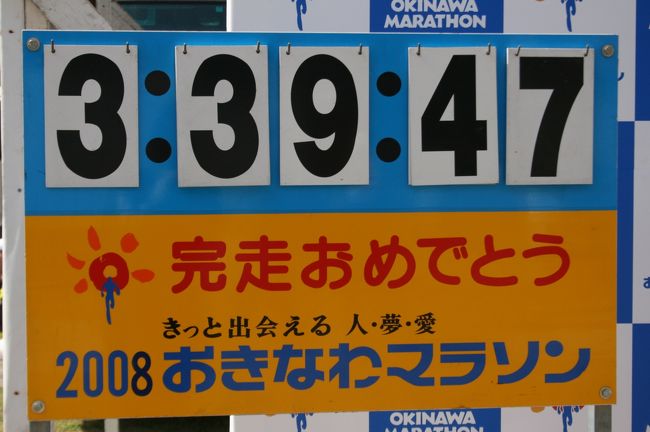 OKINAWA
MARATHON
3:39:47
完走おめでとう
きっと出会える 人・夢・愛
2008 おきなわマラソン
OKINAWA
MARATHON